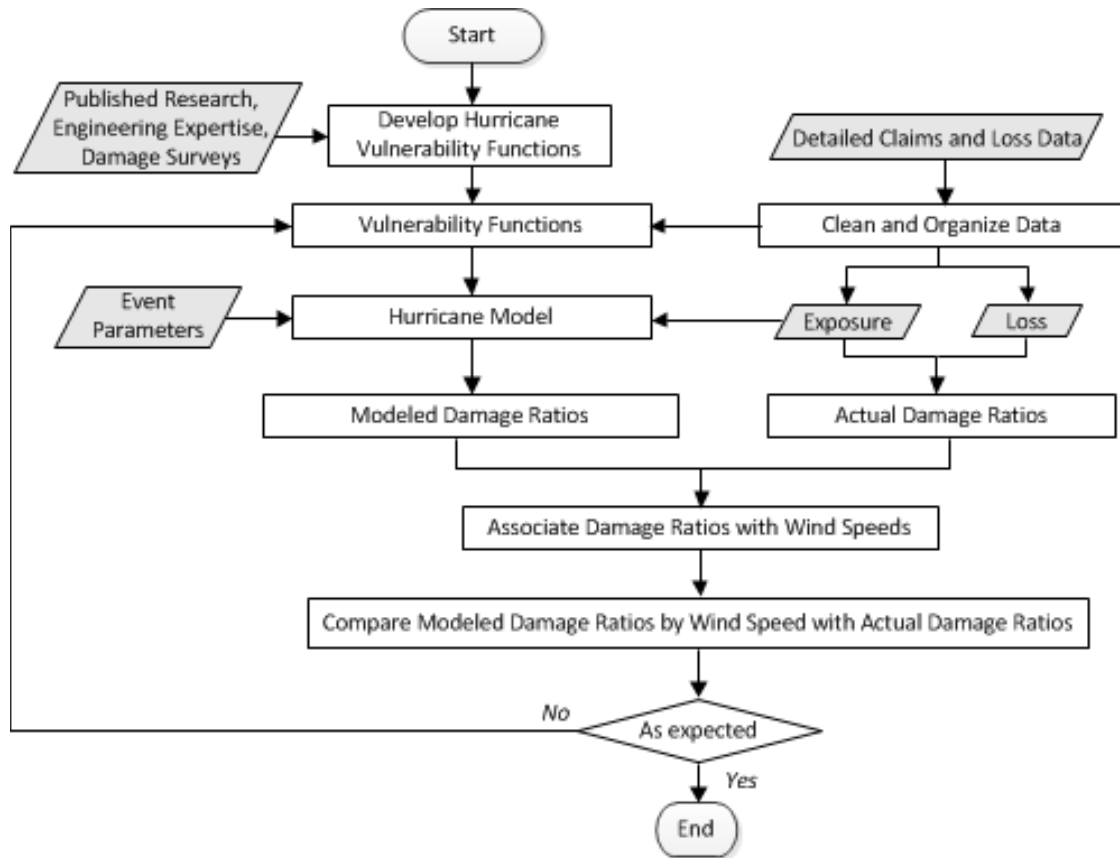 Start
Published Research,
Engineering Expertise,
Damage Surveys
Develop Hurricane
Vulnerability Functions
Detailed Claims and Loss Data
Vulnerability Functions
Clean and Organize Data
Event
Parameters
Hurricane Model
Exposure
Loss
Modeled Damage Ratios
Actual Damage Ratios
Associate Damage Ratios with Wind Speeds
Compare Modeled Damage Ratios by Wind Speed with Actual Damage Ratios
No
As expected
Yes
End